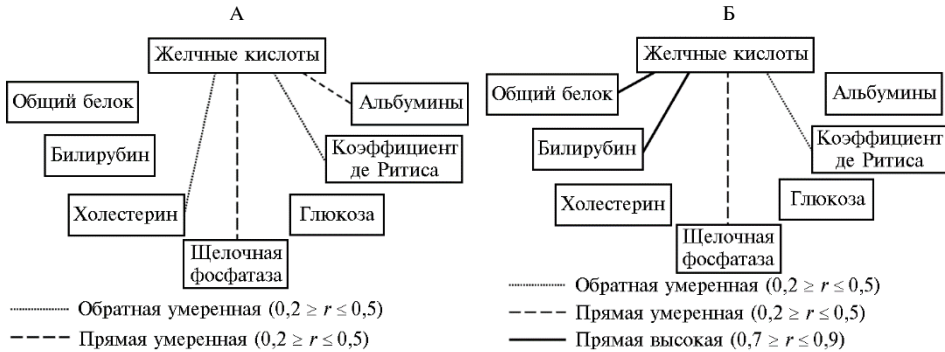 А
Желчные кислоты
Общий белок
Альбумины
Билирубин
Коэффициент
де Ритиса
Холестерин
Глюкоза
Щелочная
фосфатаза
Обратная умеренная (0,2 ≥ r ≤ 0,5)
Прямая умеренная (0,2 ≥ r ≤ 0,5)
Б
Желчные кислоты
Общий белок
Альбумины
Билирубин
Коэффициент
де Ритиса
Холестерин
Глюкоза
Щелочная
фосфатаза
Обратная умеренная (0,2 ≥ r ≤ 0,5)
Прямая умеренная (0,2 ≥ r ≤ 0,5)
Прямая высокая (0,7 ≥ r ≤ 0,9)